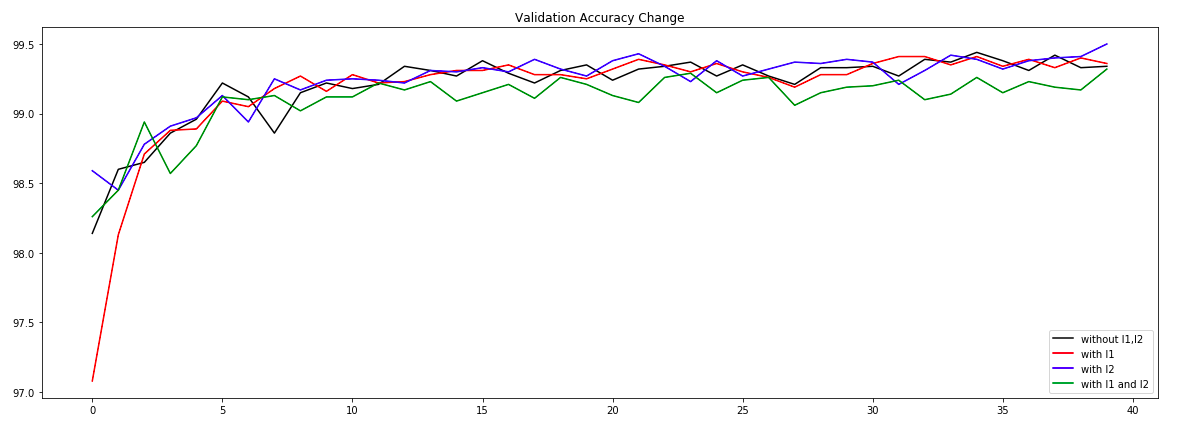 Validation Accuracy Change
99.5
99.0
98.5
98.0
97.5
97.0
0 5 10 15 20 25 30 35 40
without l1,l2
with l1
with l2
with l1 and l2